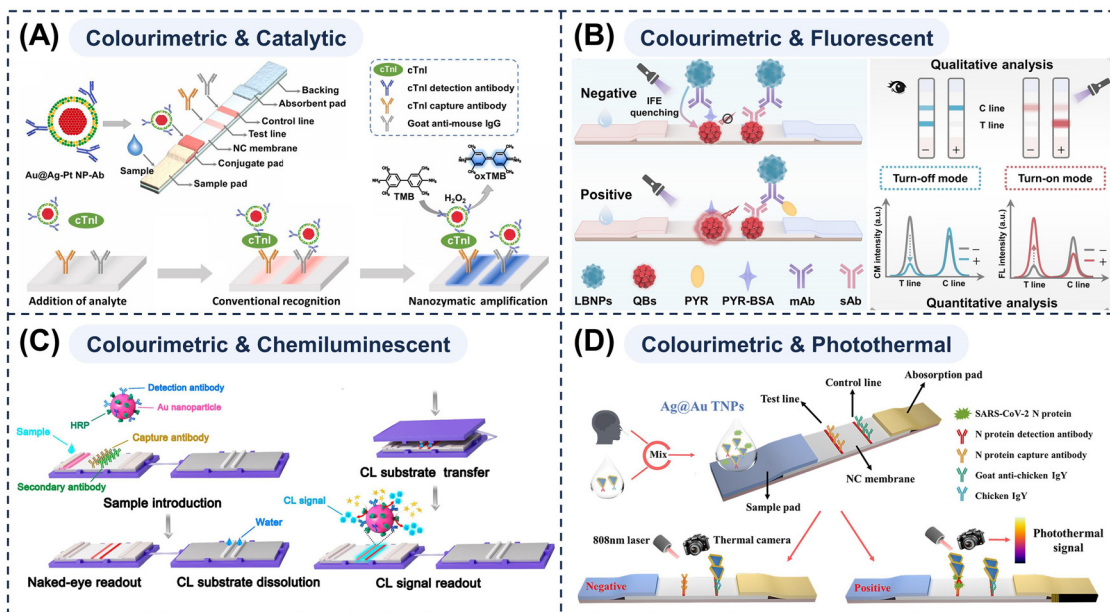 (A) Colourimetric & Catalytic
cTnI
cTnI
cTnI detection antibody
cTnI capture antibody
Goat anti-mouse IgG
Backing
Absorbent pad
Control line
Test line
NC membrane
Conjugate pad
Sample pad
Au@Ag-Pt NP-Ab
Sample
TMB
H₂O₂
oxTMB
cTnI
cTnI
cTnI
Addition of analyte
Conventional recognition
Nanozymatic amplification
(B) Colourimetric & Fluorescent
Negative
IFE
quenching
Positive
LBNPs
QBs
PYR
PYR-BSA
mAb
sAb
Qualitative analysis
C line
T line
− + − +
Turn-off mode
Turn-on mode
CM intensity (a.u.)
−
+
T line C line
FL intensity (a.u.)
−
+
T line C line
Quantitative analysis
(C) Colourimetric & Chemiluminescent
Detection antibody
Au nanoparticle
HRP
Sample
Capture antibody
Secondary antibody
Sample introduction
Water
Naked-eye readout
CL substrate dissolution
CL substrate transfer
CL signal
CL signal readout
(D) Colourimetric & Photothermal
Ag@Au TNPs
Mix
Test line
Control line
Abosorption pad
NC membrane
Sample pad
SARS-CoV-2 N protein
N protein detection antibody
N protein capture antibody
Goat anti-chicken IgY
Chicken IgY
808nm laser
Thermal camera
Photothermal
signal
Negative
Positive